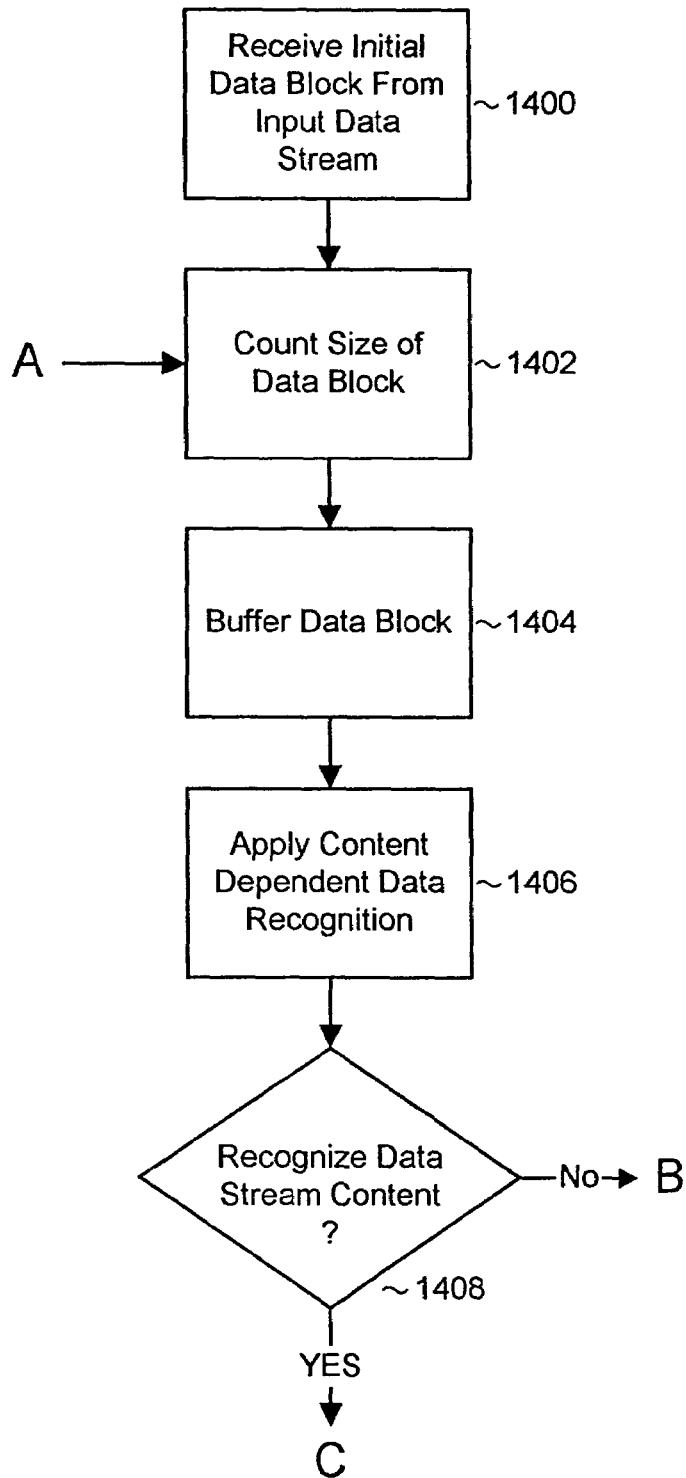 Receive Initial
Data Block From
Input Data
Stream
~1400
A
Count Size of
Data Block
~1402
Buffer Data Block
~1404
Apply Content
Dependent Data
Recognition
~1406
Recognize Data
Stream Content
?
No
B
~1408
YES
C